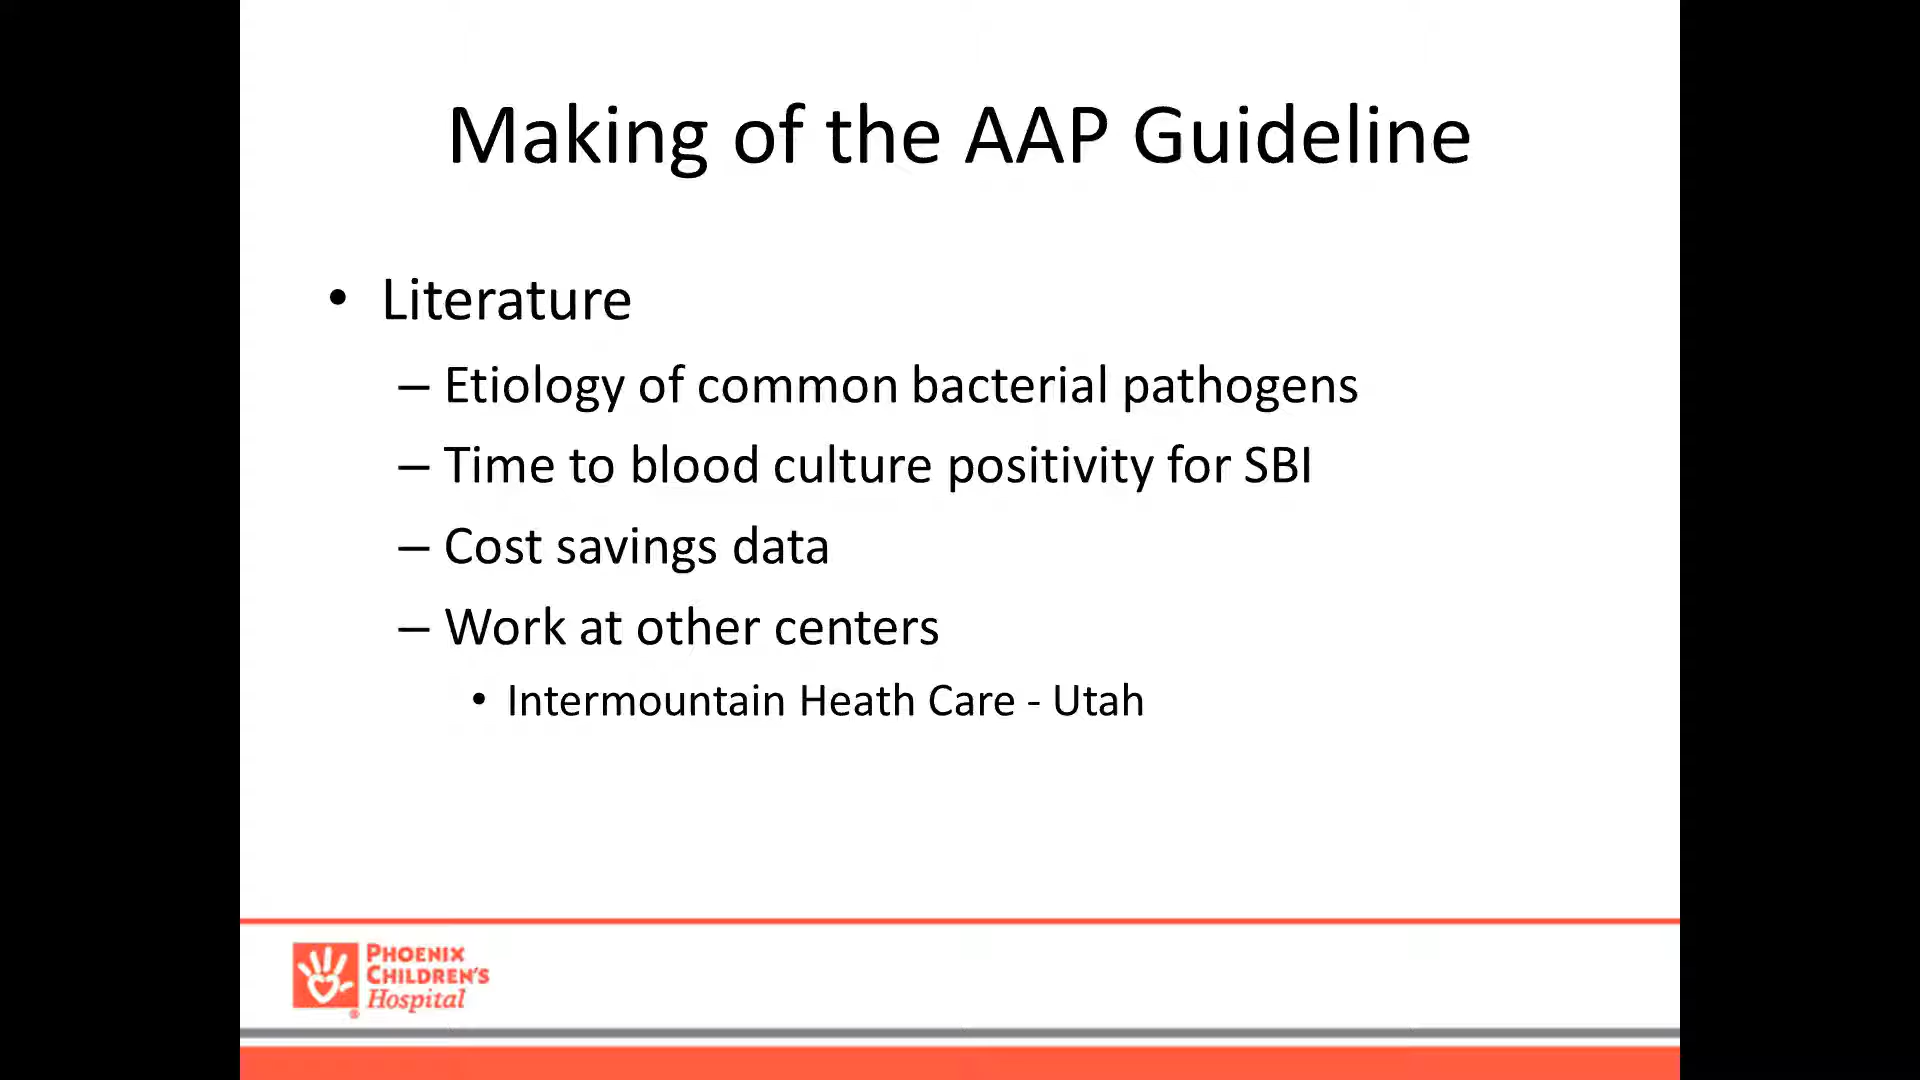 Making of the AAP Guideline
• Literature
– Etiology of common bacterial pathogens
– Time to blood culture positivity for SBI
– Cost savings data
– Work at other centers
• Intermountain Heath Care - Utah
PHOENIX
CHILDREN'S
Hospital
®